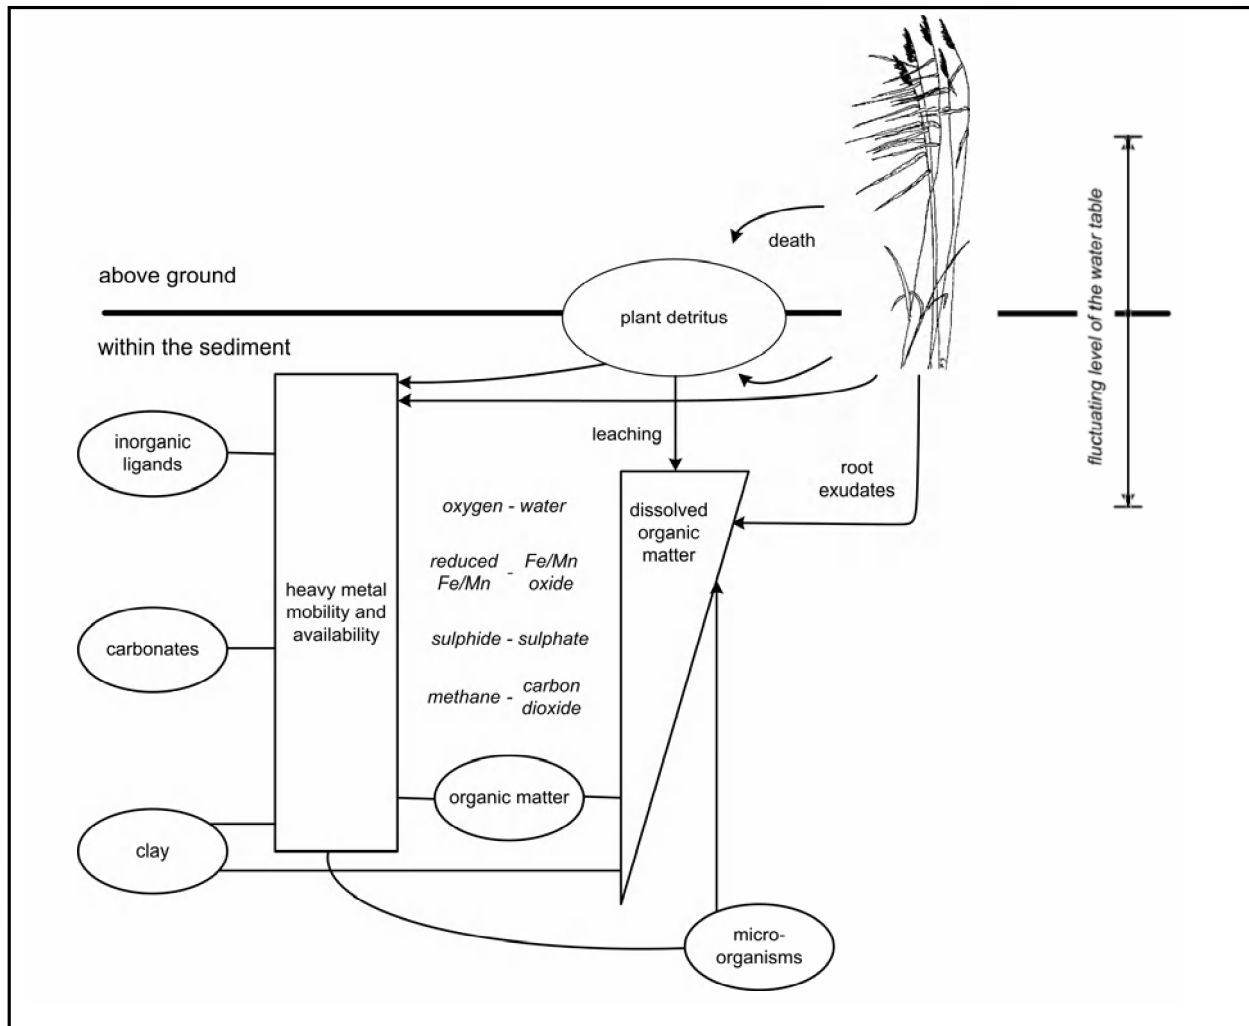 death
fluctuating level of the water table
above ground
plant detritus
within the sediment
leaching
inorganic
ligands
root
exudates
oxygen - water
dissolved
organic
matter
reduced
Fe/Mn
-
Fe/Mn
oxide
heavy metal
mobility and
availability
carbonates
sulphide - sulphate
methane -
carbon
dioxide
organic matter
clay
micro-
organisms